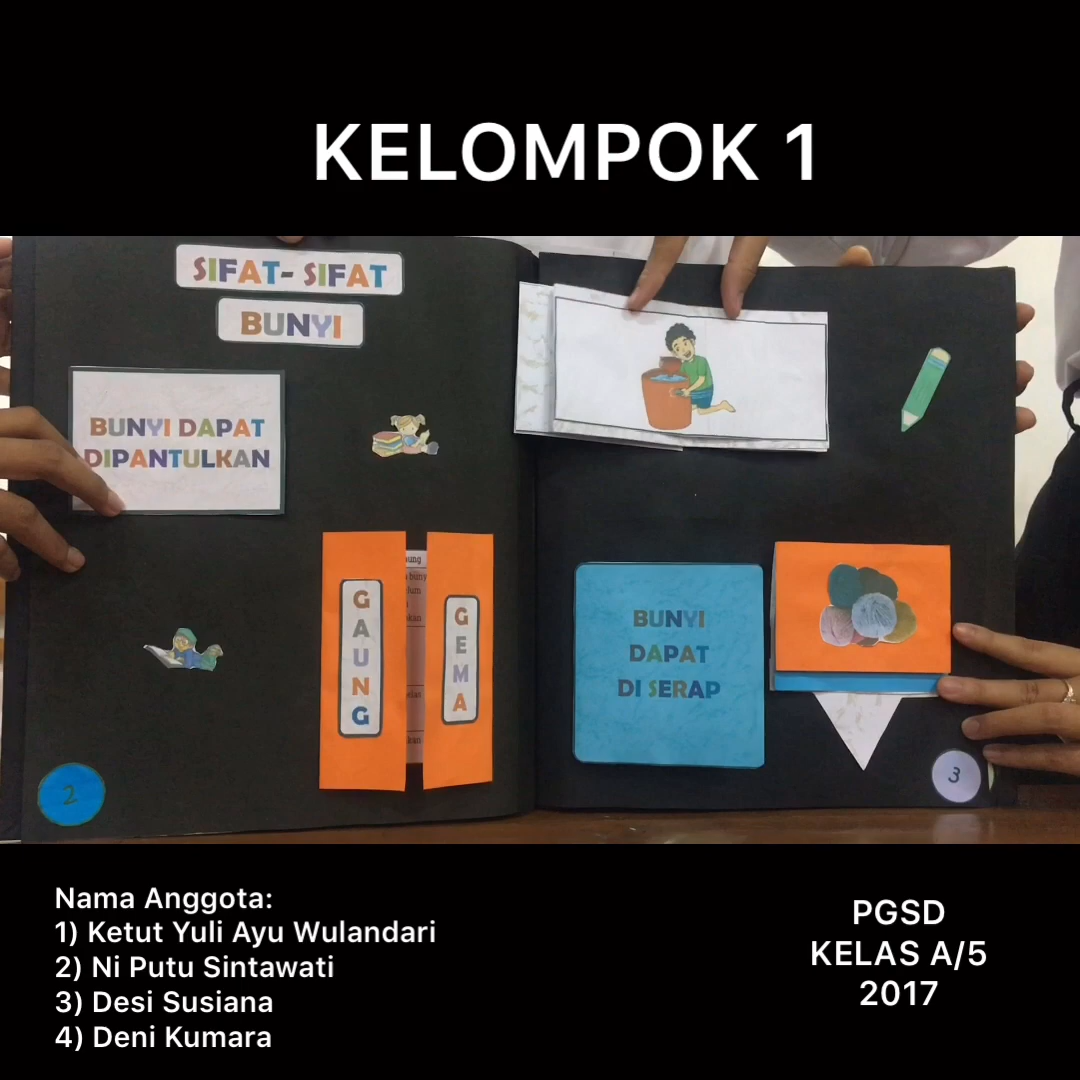 KELOMPOK 1
SIFAT- SIFAT
BUNYI
BUNYI DAPAT
DIPANTULKAN
GAUNG
GEMA
2
BUNYI
DAPAT
DI SERAP
3
Nama Anggota:
1) Ketut Yuli Ayu Wulandari
2) Ni Putu Sintawati
3) Desi Susiana
4) Deni Kumara
PGSD
KELAS A/5
2017